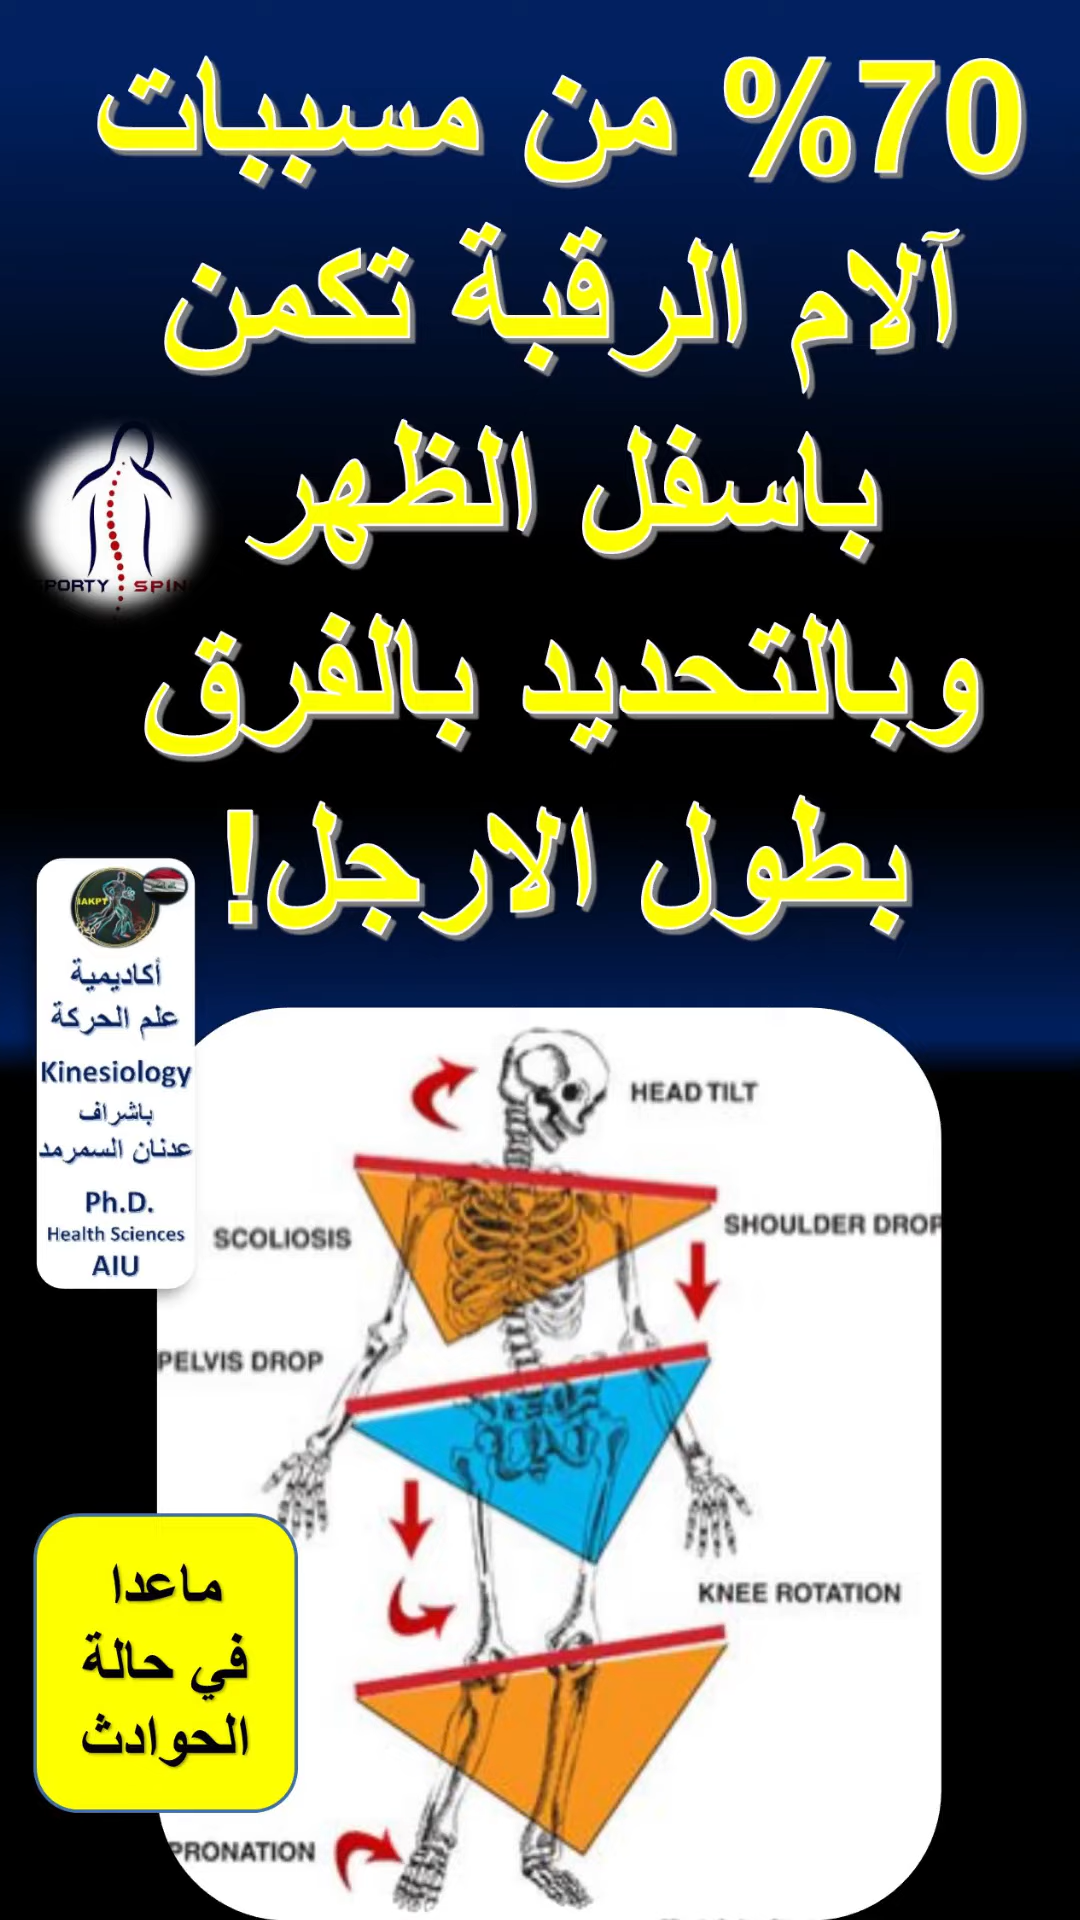 %70 من مسببات
آلام الرقبة تكمن
باسفل الظهر
وبالتحديد بالفرق
بطول الارجل!
PORTY SPIN
IAKPT
أكاديمية
علم الحركة
Kinesiology
باشراف
عدنان السمرمد
Ph.D.
Health Sciences
AIU
HEAD TILT
SCOLIOSIS
SHOULDER DROP
PELVIS DROP
KNEE ROTATION
PRONATION
ماعدا
في حالة
الحوادث